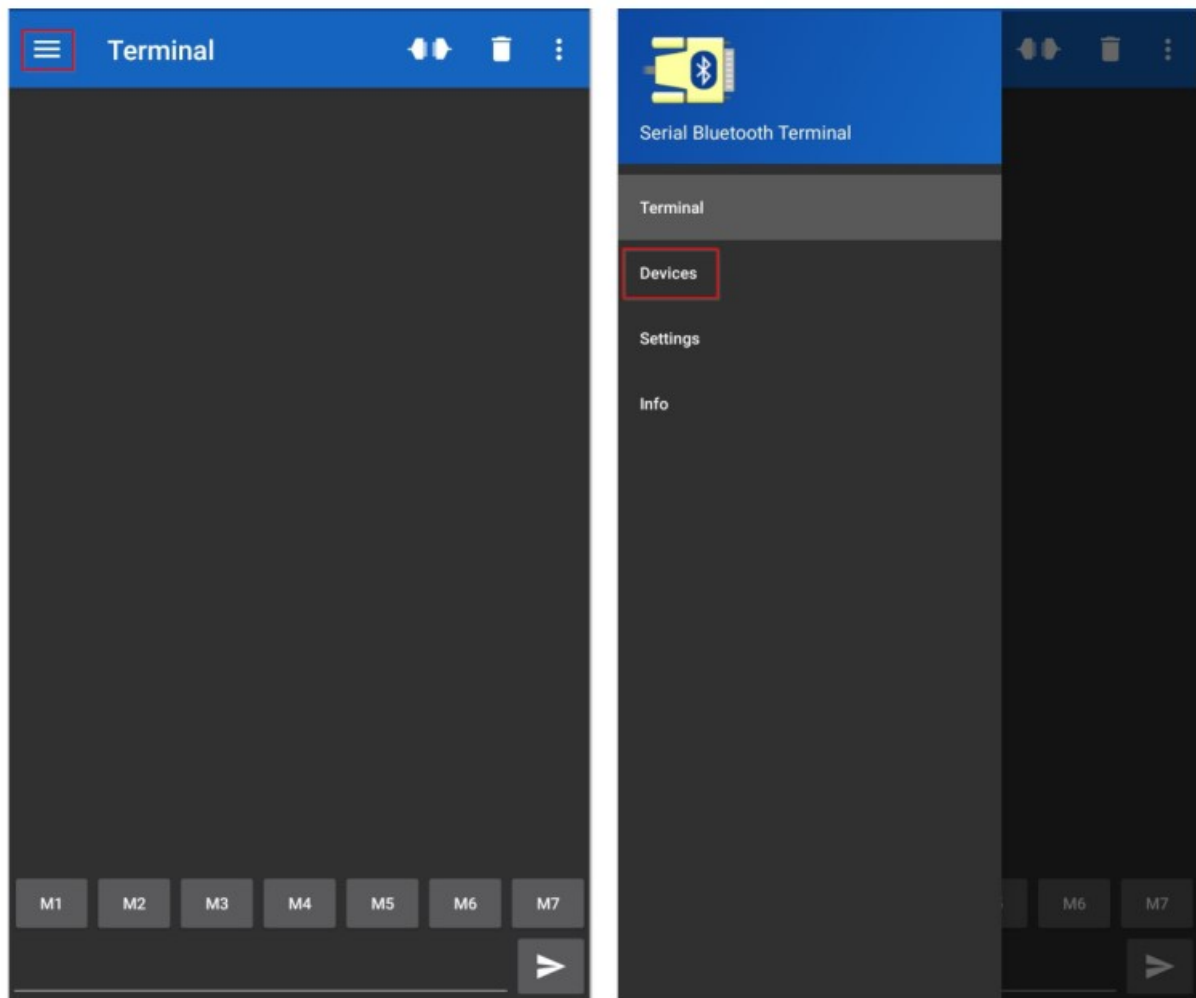 Terminal
M1 M2 M3 M4 M5 M6 M7
Serial Bluetooth Terminal
Terminal
Devices
Settings
Info
M6 M7